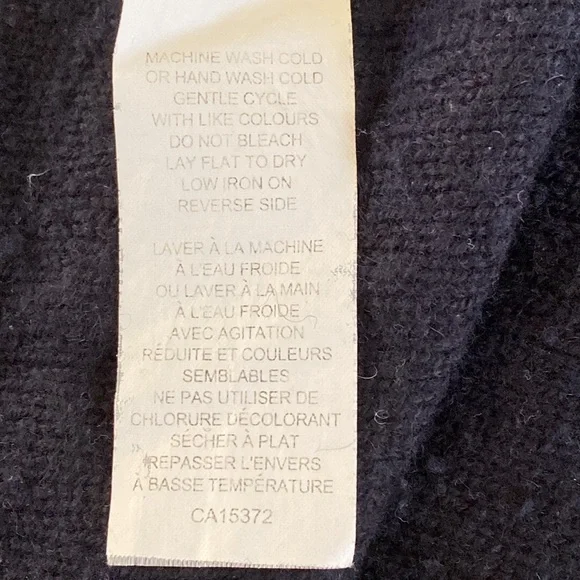 MACHINE WASH COLD
OR HAND WASH COLD
GENTLE CYCLE
WITH LIKE COLOURS
DO NOT BLEACH
LAY FLAT TO DRY
LOW IRON ON
REVERSE SIDE
LAVER À LA MACHINE
À L'EAU FROIDE
OU LAVER À LA MAIN
À L'EAU FROIDE
AVEC AGITATION
RÉDUITE ET COULEURS
SEMBLABLES
NE PAS UTILISER DE
CHLORURE DÉCOLORANT
SÉCHER À PLAT
REPASSER L'ENVERS
À BASSE TEMPÉRATURE
CA15372